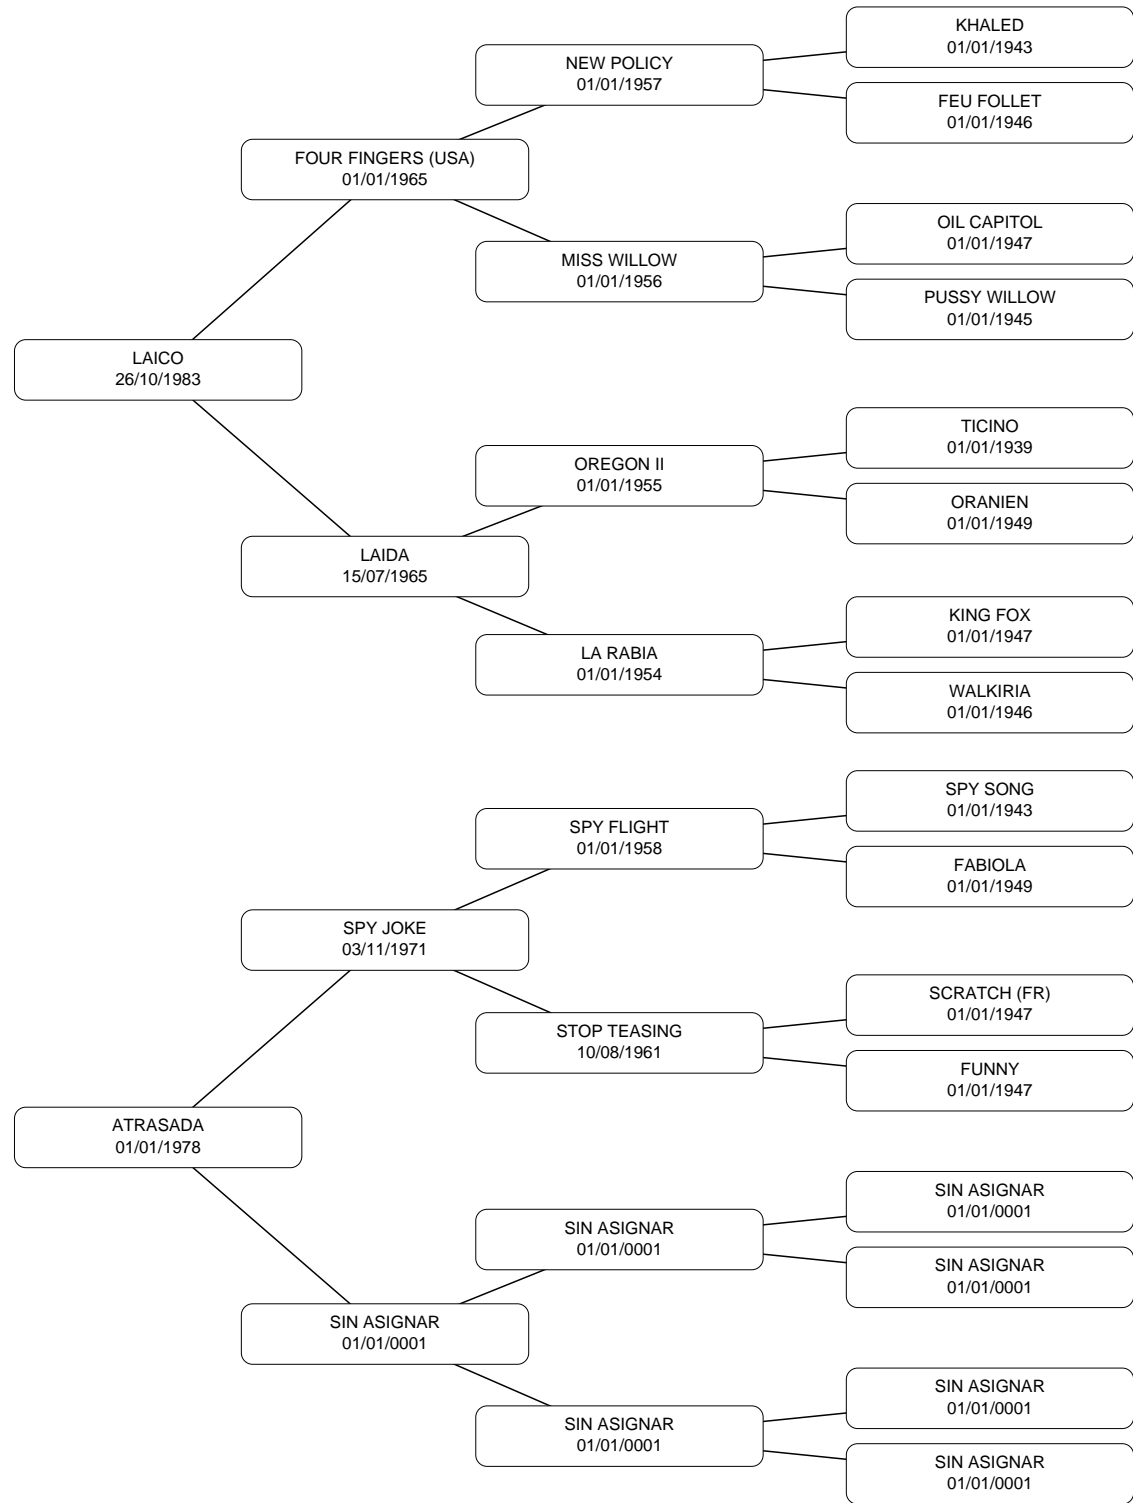 KHALED
01/01/1943
NEW POLICY
01/01/1957
FEU FOLLET
01/01/1946
FOUR FINGERS (USA)
01/01/1965
OIL CAPITOL
01/01/1947
MISS WILLOW
01/01/1956
PUSSY WILLOW
01/01/1945
LAICO
26/10/1983
TICINO
01/01/1939
OREGON II
01/01/1955
ORANIEN
01/01/1949
LAIDA
15/07/1965
KING FOX
01/01/1947
LA RABIA
01/01/1954
WALKIRIA
01/01/1946
SPY SONG
01/01/1943
SPY FLIGHT
01/01/1958
FABIOLA
01/01/1949
SPY JOKE
03/11/1971
SCRATCH (FR)
01/01/1947
STOP TEASING
10/08/1961
FUNNY
01/01/1947
ATRASADA
01/01/1978
SIN ASIGNAR
01/01/0001
SIN ASIGNAR
01/01/0001
SIN ASIGNAR
01/01/0001
SIN ASIGNAR
01/01/0001
SIN ASIGNAR
01/01/0001
SIN ASIGNAR
01/01/0001
SIN ASIGNAR
01/01/0001